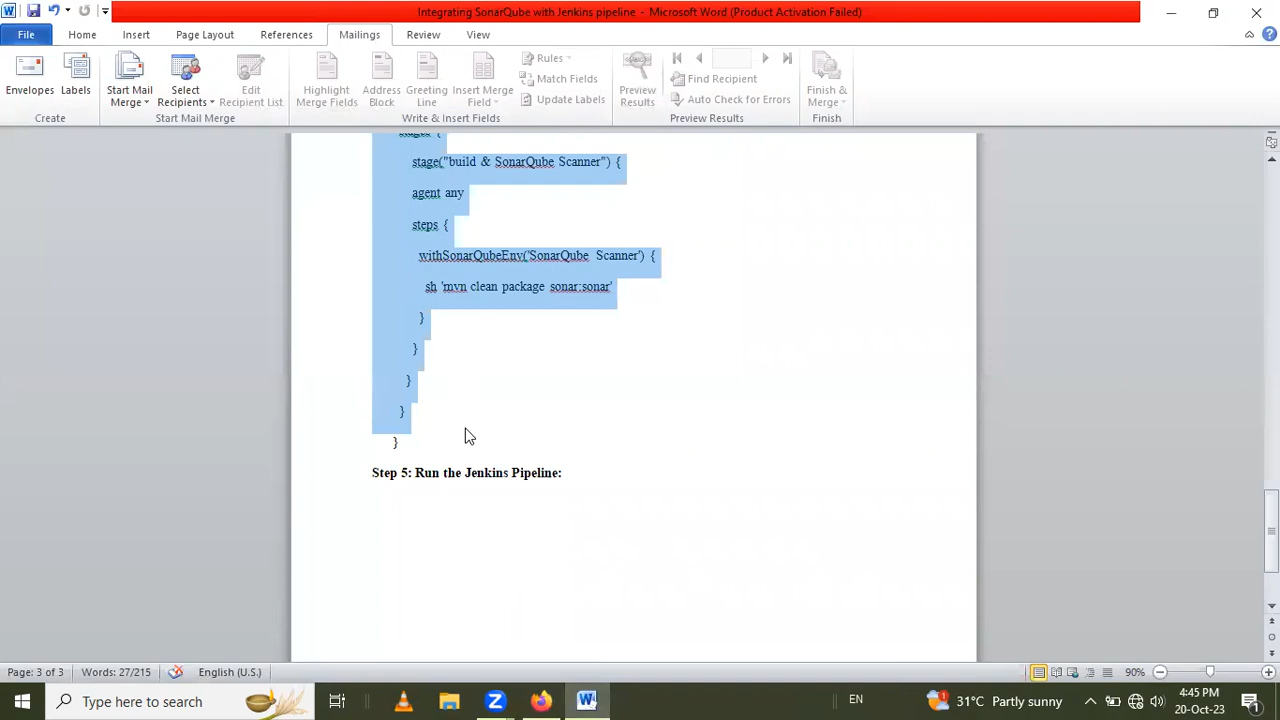 Integrating SonarQube with Jenkins pipeline - Microsoft Word (Product Activation Failed)
File Home Insert Page Layout References Mailings Review View
Envelopes Labels Start Mail Merge Select Recipients Edit Recipient List Highlight Merge Fields Address Block Greeting Line Insert Merge Field Rules Match Fields Update Labels Preview Results Find Recipient Auto Check for Errors Finish & Merge
Create Start Mail Merge Write & Insert Fields Preview Results Finish
stages {
stage("build & SonarQube Scanner") {
agent any
steps {
withSonarQubeEnv('SonarQube Scanner') {
sh 'mvn clean package sonar:sonar'
}
}
}
}
}
Step 5: Run the Jenkins Pipeline:
Page: 3 of 3 Words: 27/215 English (U.S.) 90%
Type here to search EN 31°C Partly sunny 4:45 PM
20-Oct-23